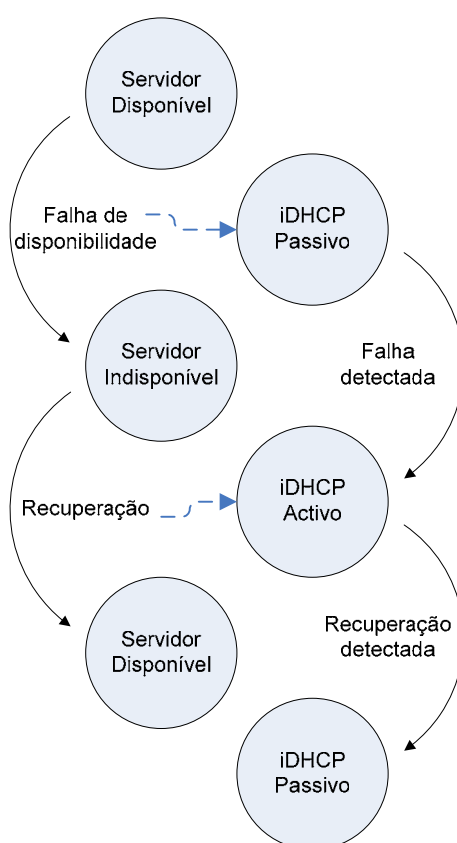 Servidor
Disponível
Falha de
disponibilidade
iDHCP
Passivo
Servidor
Indisponível
Falha
detectada
Recuperação
iDHCP
Activo
Servidor
Disponível
Recuperação
detectada
iDHCP
Passivo